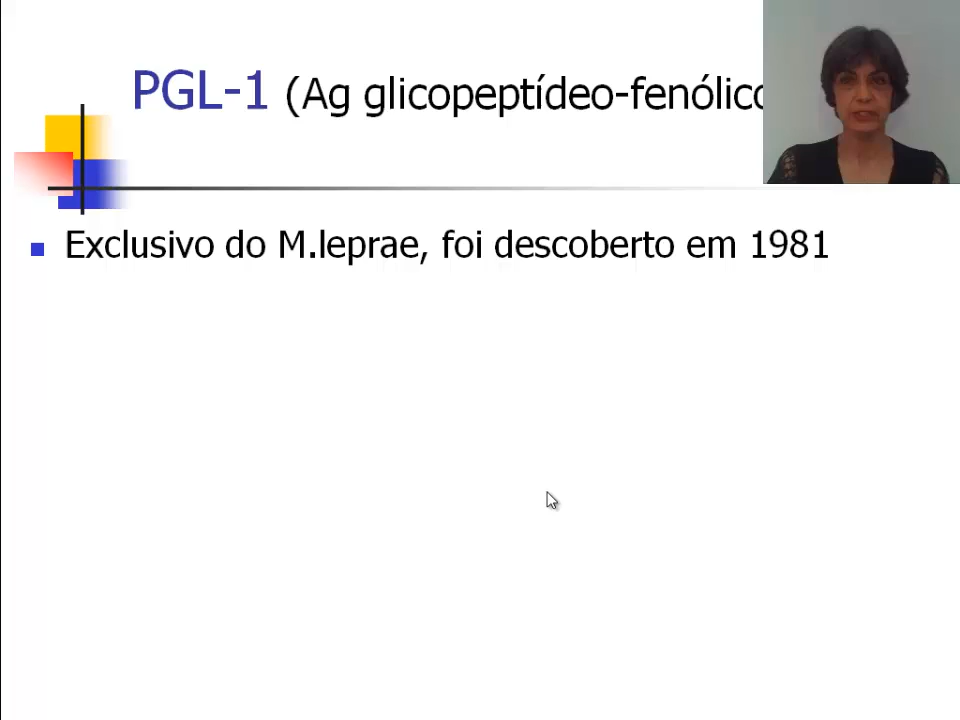 PGL-1 (Ag glicopeptídeo-fenólico
Exclusivo do M.leprae, foi descoberto em 1981